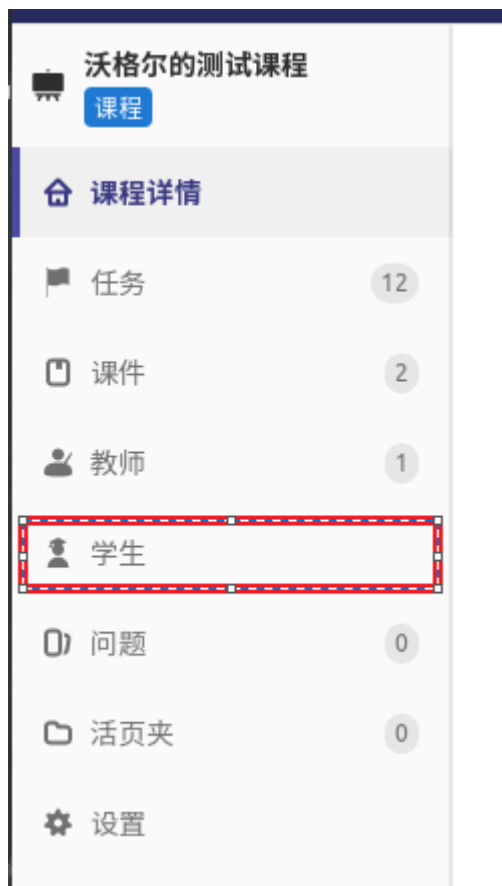 沃格尔的测试课程
课程
课程详情
任务 12
课件 2
教师 1
学生
问题 0
活页夹 0
设置